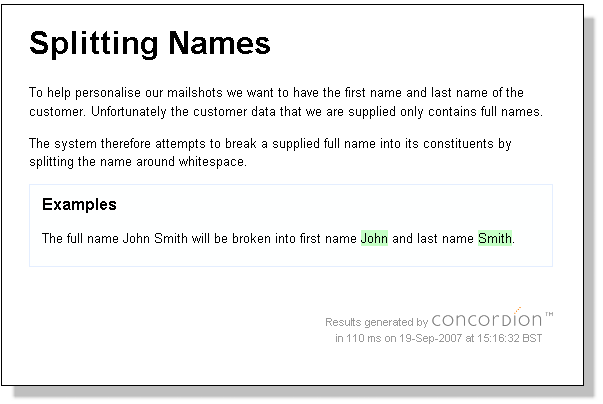 Splitting Names
To help personalise our mailshots we want to have the first name and last name of the
customer. Unfortunately the customer data that we are supplied only contains full names.
The system therefore attempts to break a supplied full name into its constituents by
splitting the name around whitespace.
Examples
The full name John Smith will be broken into first name John and last name Smith.
Results generated by concordion™
in 110 ms on 19-Sep-2007 at 15:16:32 BST